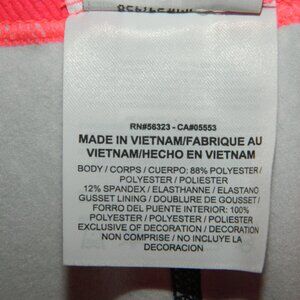 RN#56323 - CA#05553
MADE IN VIETNAM/FABRIQUE AU
VIETNAM/HECHO EN VIETNAM
BODY / CORPS / CUERPO: 88% POLYESTER /
POLYESTER / POLIESTER
12% SPANDEX / ELASTHANNE / ELASTANO
GUSSET LINING / DOUBLURE DE GOUSSET /
FORRO DEL PUENTE INTERIOR: 100%
POLYESTER / POLYESTER / POLIESTER
EXCLUSIVE OF DECORATION / DECORATION
NON COMPRISE / NO INCLUYE LA
DECORACION